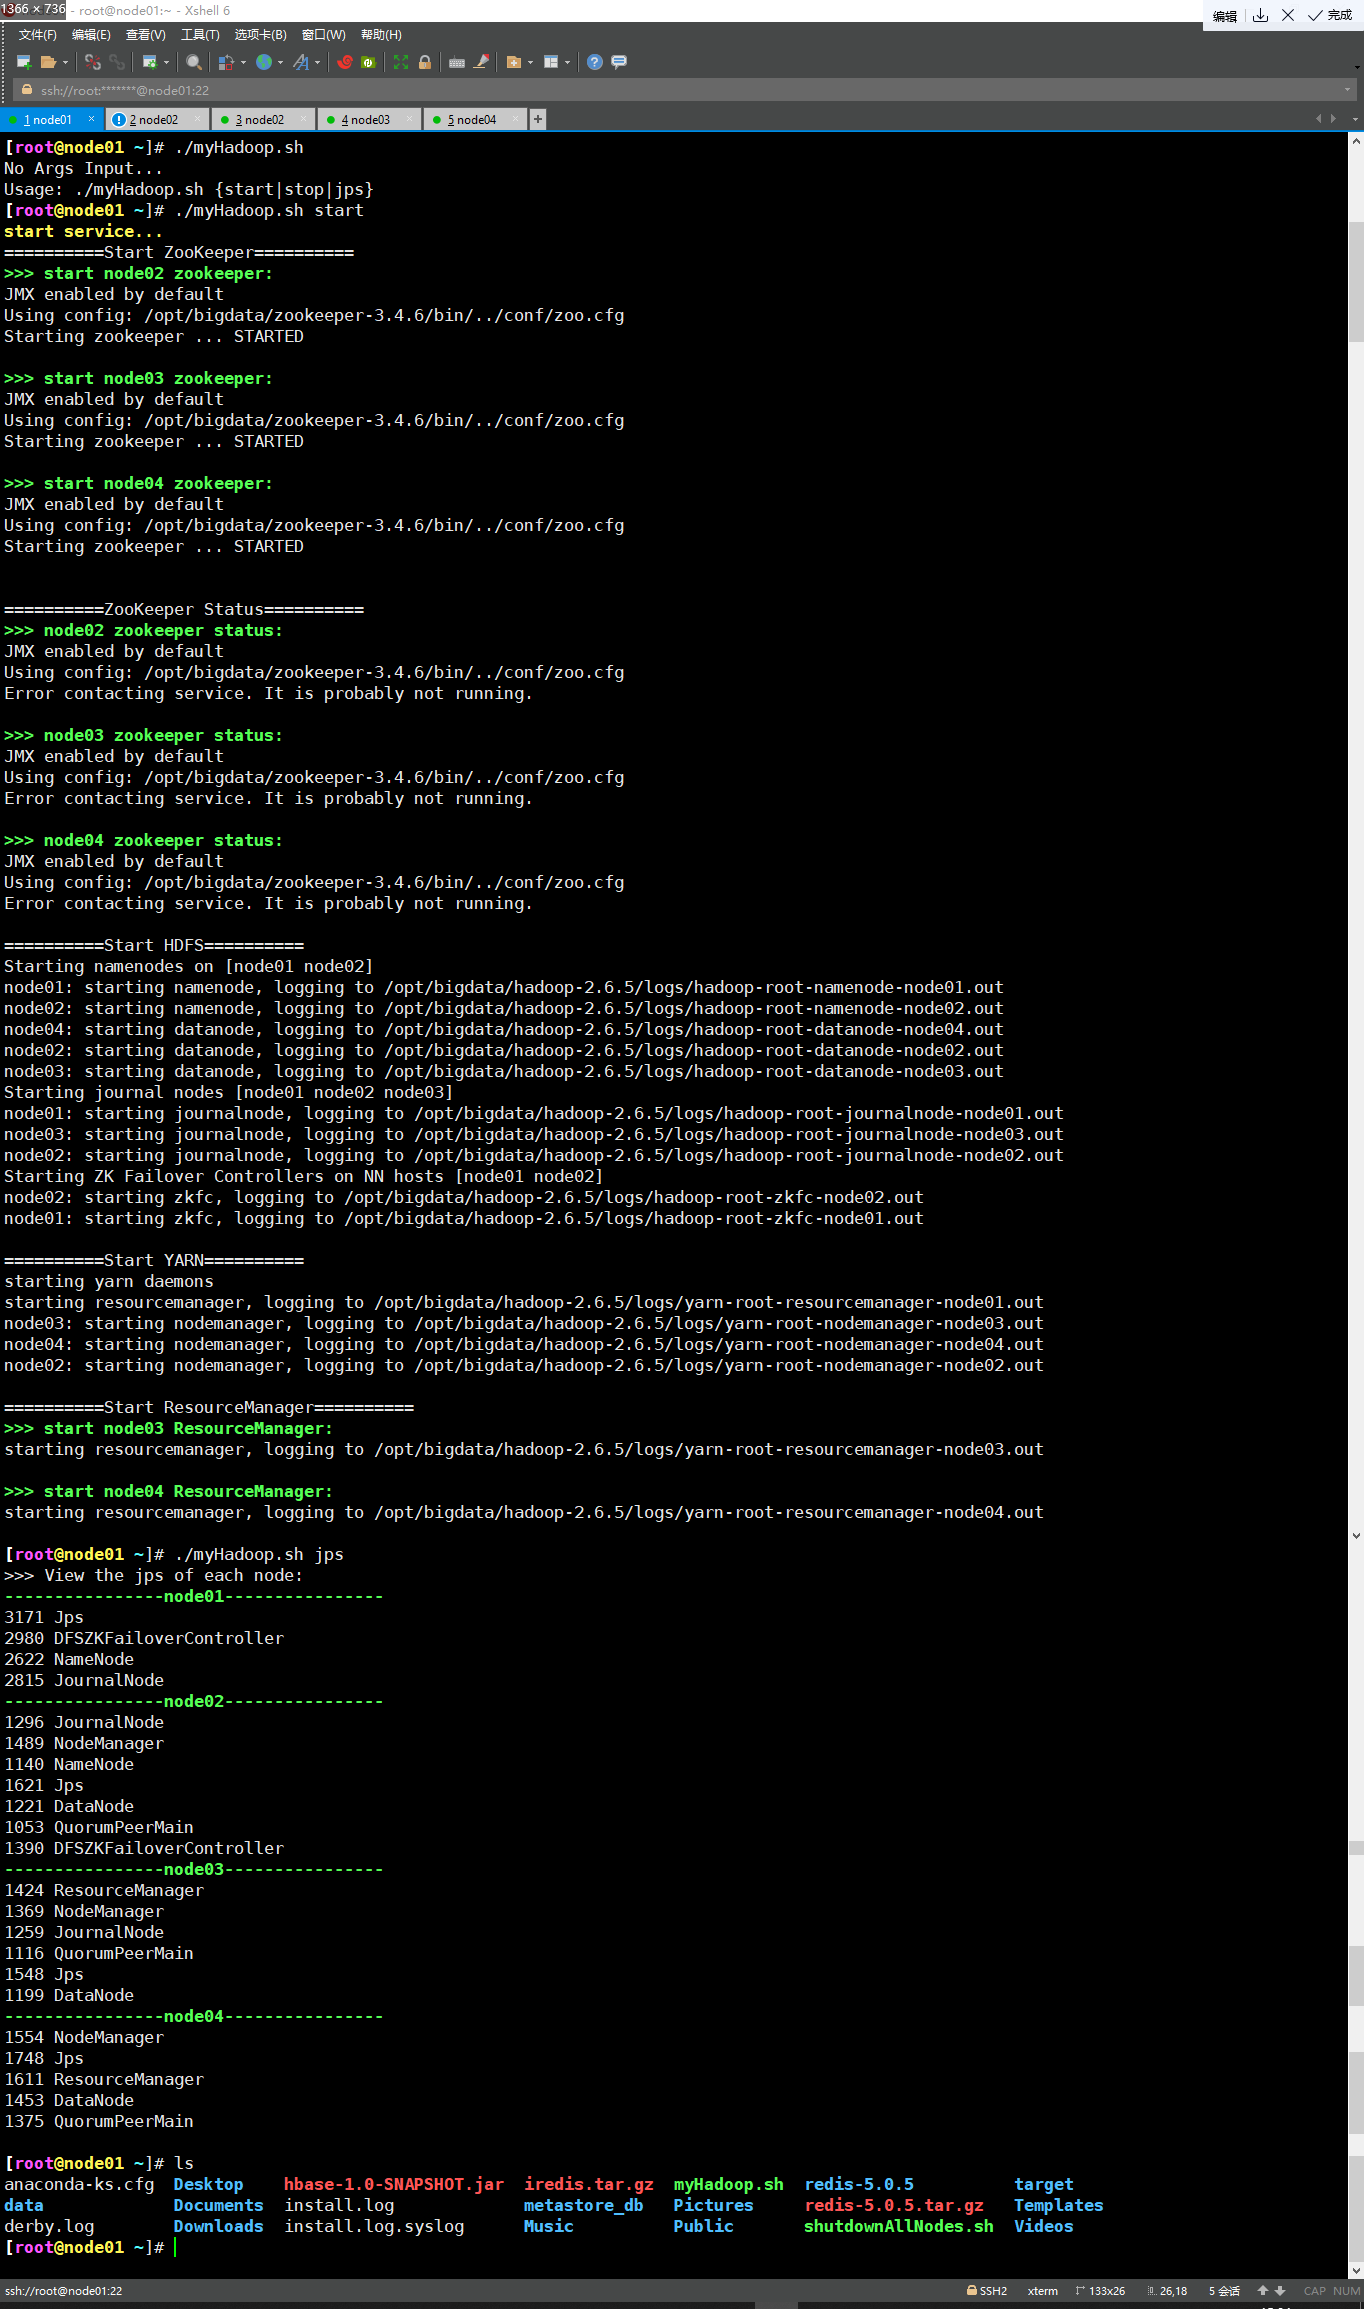 1366 × 736 - root@node01:~ - Xshell 6
编辑 完成
文件(F) 编辑(E) 查看(V) 工具(T) 选项卡(B) 窗口(W) 帮助(H)
ssh://root:*******@node01:22
1 node01 2 node02 3 node02 4 node03 5 node04
[root@node01 ~]# ./myHadoop.sh
No Args Input...
Usage: ./myHadoop.sh {start|stop|jps}
[root@node01 ~]# ./myHadoop.sh start
start service...
==========Start ZooKeeper==========
>>> start node02 zookeeper:
JMX enabled by default
Using config: /opt/bigdata/zookeeper-3.4.6/bin/../conf/zoo.cfg
Starting zookeeper ... STARTED
>>> start node03 zookeeper:
JMX enabled by default
Using config: /opt/bigdata/zookeeper-3.4.6/bin/../conf/zoo.cfg
Starting zookeeper ... STARTED
>>> start node04 zookeeper:
JMX enabled by default
Using config: /opt/bigdata/zookeeper-3.4.6/bin/../conf/zoo.cfg
Starting zookeeper ... STARTED
==========ZooKeeper Status==========
>>> node02 zookeeper status:
JMX enabled by default
Using config: /opt/bigdata/zookeeper-3.4.6/bin/../conf/zoo.cfg
Error contacting service. It is probably not running.
>>> node03 zookeeper status:
JMX enabled by default
Using config: /opt/bigdata/zookeeper-3.4.6/bin/../conf/zoo.cfg
Error contacting service. It is probably not running.
>>> node04 zookeeper status:
JMX enabled by default
Using config: /opt/bigdata/zookeeper-3.4.6/bin/../conf/zoo.cfg
Error contacting service. It is probably not running.
==========Start HDFS==========
Starting namenodes on [node01 node02]
node01: starting namenode, logging to /opt/bigdata/hadoop-2.6.5/logs/hadoop-root-namenode-node01.out
node02: starting namenode, logging to /opt/bigdata/hadoop-2.6.5/logs/hadoop-root-namenode-node02.out
node04: starting datanode, logging to /opt/bigdata/hadoop-2.6.5/logs/hadoop-root-datanode-node04.out
node02: starting datanode, logging to /opt/bigdata/hadoop-2.6.5/logs/hadoop-root-datanode-node02.out
node03: starting datanode, logging to /opt/bigdata/hadoop-2.6.5/logs/hadoop-root-datanode-node03.out
Starting journal nodes [node01 node02 node03]
node01: starting journalnode, logging to /opt/bigdata/hadoop-2.6.5/logs/hadoop-root-journalnode-node01.out
node03: starting journalnode, logging to /opt/bigdata/hadoop-2.6.5/logs/hadoop-root-journalnode-node03.out
node02: starting journalnode, logging to /opt/bigdata/hadoop-2.6.5/logs/hadoop-root-journalnode-node02.out
Starting ZK Failover Controllers on NN hosts [node01 node02]
node02: starting zkfc, logging to /opt/bigdata/hadoop-2.6.5/logs/hadoop-root-zkfc-node02.out
node01: starting zkfc, logging to /opt/bigdata/hadoop-2.6.5/logs/hadoop-root-zkfc-node01.out
==========Start YARN==========
starting yarn daemons
starting resourcemanager, logging to /opt/bigdata/hadoop-2.6.5/logs/yarn-root-resourcemanager-node01.out
node03: starting nodemanager, logging to /opt/bigdata/hadoop-2.6.5/logs/yarn-root-nodemanager-node03.out
node04: starting nodemanager, logging to /opt/bigdata/hadoop-2.6.5/logs/yarn-root-nodemanager-node04.out
node02: starting nodemanager, logging to /opt/bigdata/hadoop-2.6.5/logs/yarn-root-nodemanager-node02.out
==========Start ResourceManager==========
>>> start node03 ResourceManager:
starting resourcemanager, logging to /opt/bigdata/hadoop-2.6.5/logs/yarn-root-resourcemanager-node03.out
>>> start node04 ResourceManager:
starting resourcemanager, logging to /opt/bigdata/hadoop-2.6.5/logs/yarn-root-resourcemanager-node04.out
[root@node01 ~]# ./myHadoop.sh jps
>>> View the jps of each node:
----------------node01----------------
3171 Jps
2980 DFSZKFailoverController
2622 NameNode
2815 JournalNode
----------------node02----------------
1296 JournalNode
1489 NodeManager
1140 NameNode
1621 Jps
1221 DataNode
1053 QuorumPeerMain
1390 DFSZKFailoverController
----------------node03----------------
1424 ResourceManager
1369 NodeManager
1259 JournalNode
1116 QuorumPeerMain
1548 Jps
1199 DataNode
----------------node04----------------
1554 NodeManager
1748 Jps
1611 ResourceManager
1453 DataNode
1375 QuorumPeerMain
[root@node01 ~]# ls
anaconda-ks.cfg Desktop hbase-1.0-SNAPSHOT.jar iredis.tar.gz myHadoop.sh redis-5.0.5 target
data Documents install.log metastore_db Pictures redis-5.0.5.tar.gz Templates
derby.log Downloads install.log.syslog Music Public shutdownAllNodes.sh Videos
[root@node01 ~]#
ssh://root@node01:22 SSH2 xterm 133x26 26,18 5 会话 CAP NUM